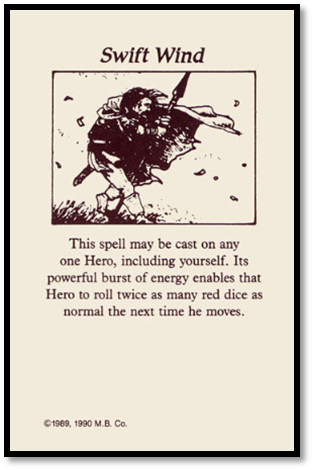 Swift Wind
This spell may be cast on any
one Hero, including yourself. Its
powerful burst of energy enables that
Hero to roll twice as many red dice as
normal the next time he moves.
©1989, 1990 M.B. Co.